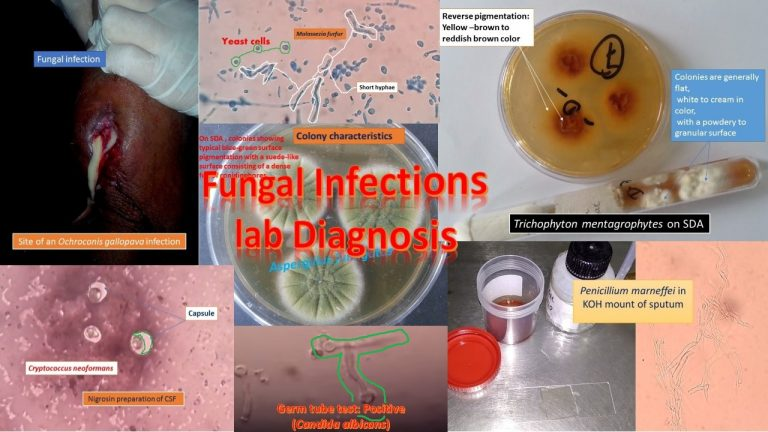 Fungal infection
Site of an Ochroconis gallopava infection
Yeast cells
Malassezia furfur
Short hyphae
On SDA , colonies showing
typical blue-green surface
pigmentation with a suede-like
surface consisting of a dense
Colony characteristics
Fungal Infections
lab Diagnosis
Reverse pigmentation:
Yellow –brown to
reddish brown color
Colonies are generally
flat,
white to cream in
color,
with a powdery to
granular surface
Trichophyton mentagrophytes on SDA
Capsule
Cryptococcus neoformans
Nigrosin preparation of CSF
Germ tube test: Positive
(Candida albicans)
Penicillium marneffei in
KOH mount of sputum